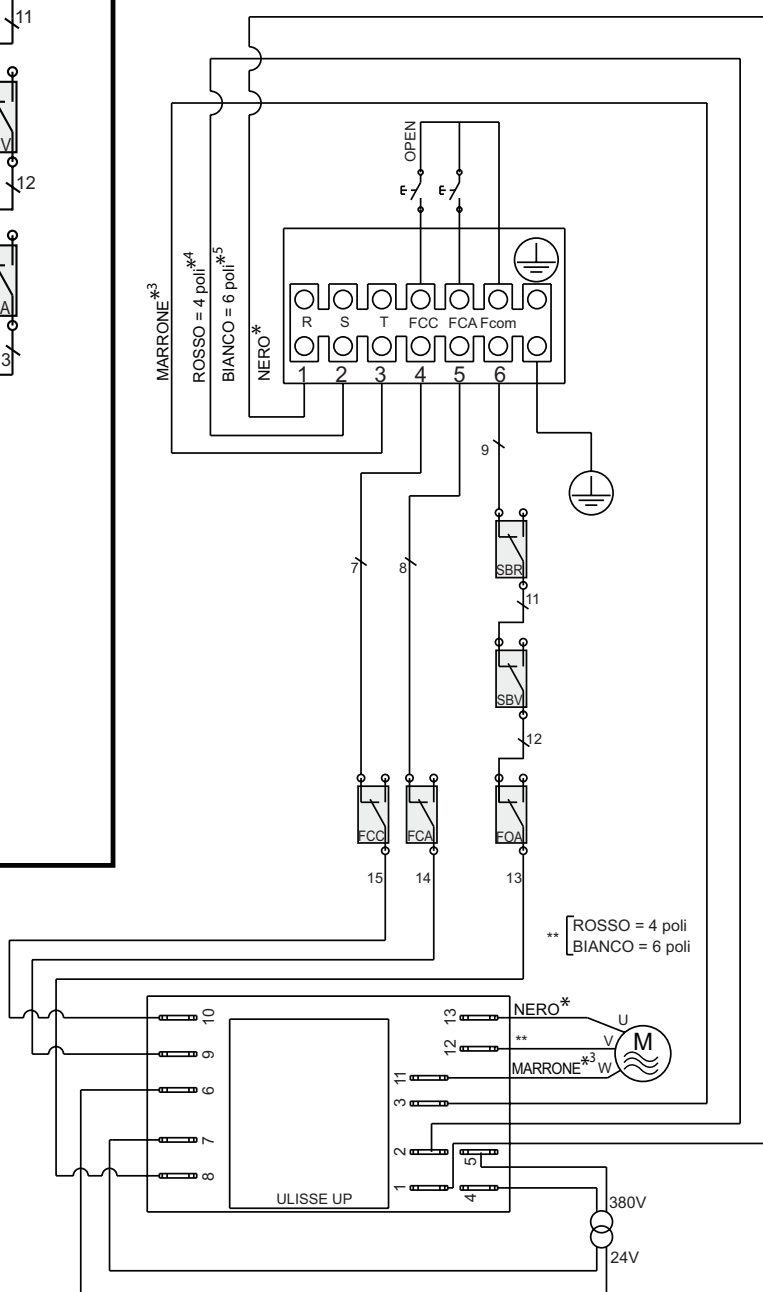 11
V
12
A
3
OPEN
MARRONE*3
ROSSO = 4 poli*4
BIANCO = 6 poli*5
NERO*
R S T FCC FCA Fcom
1 2 3 4 5 6
9
SBR
7
8
11
SBV
12
FCC
FCA
FOA
15
14
13
** ROSSO = 4 poli
BIANCO = 6 poli
10
13
NERO*
U
9
12
**
V
M
6
11
MARRONE*3
W
3
7
2
5
8
1
4
ULISSE UP
380V
24V